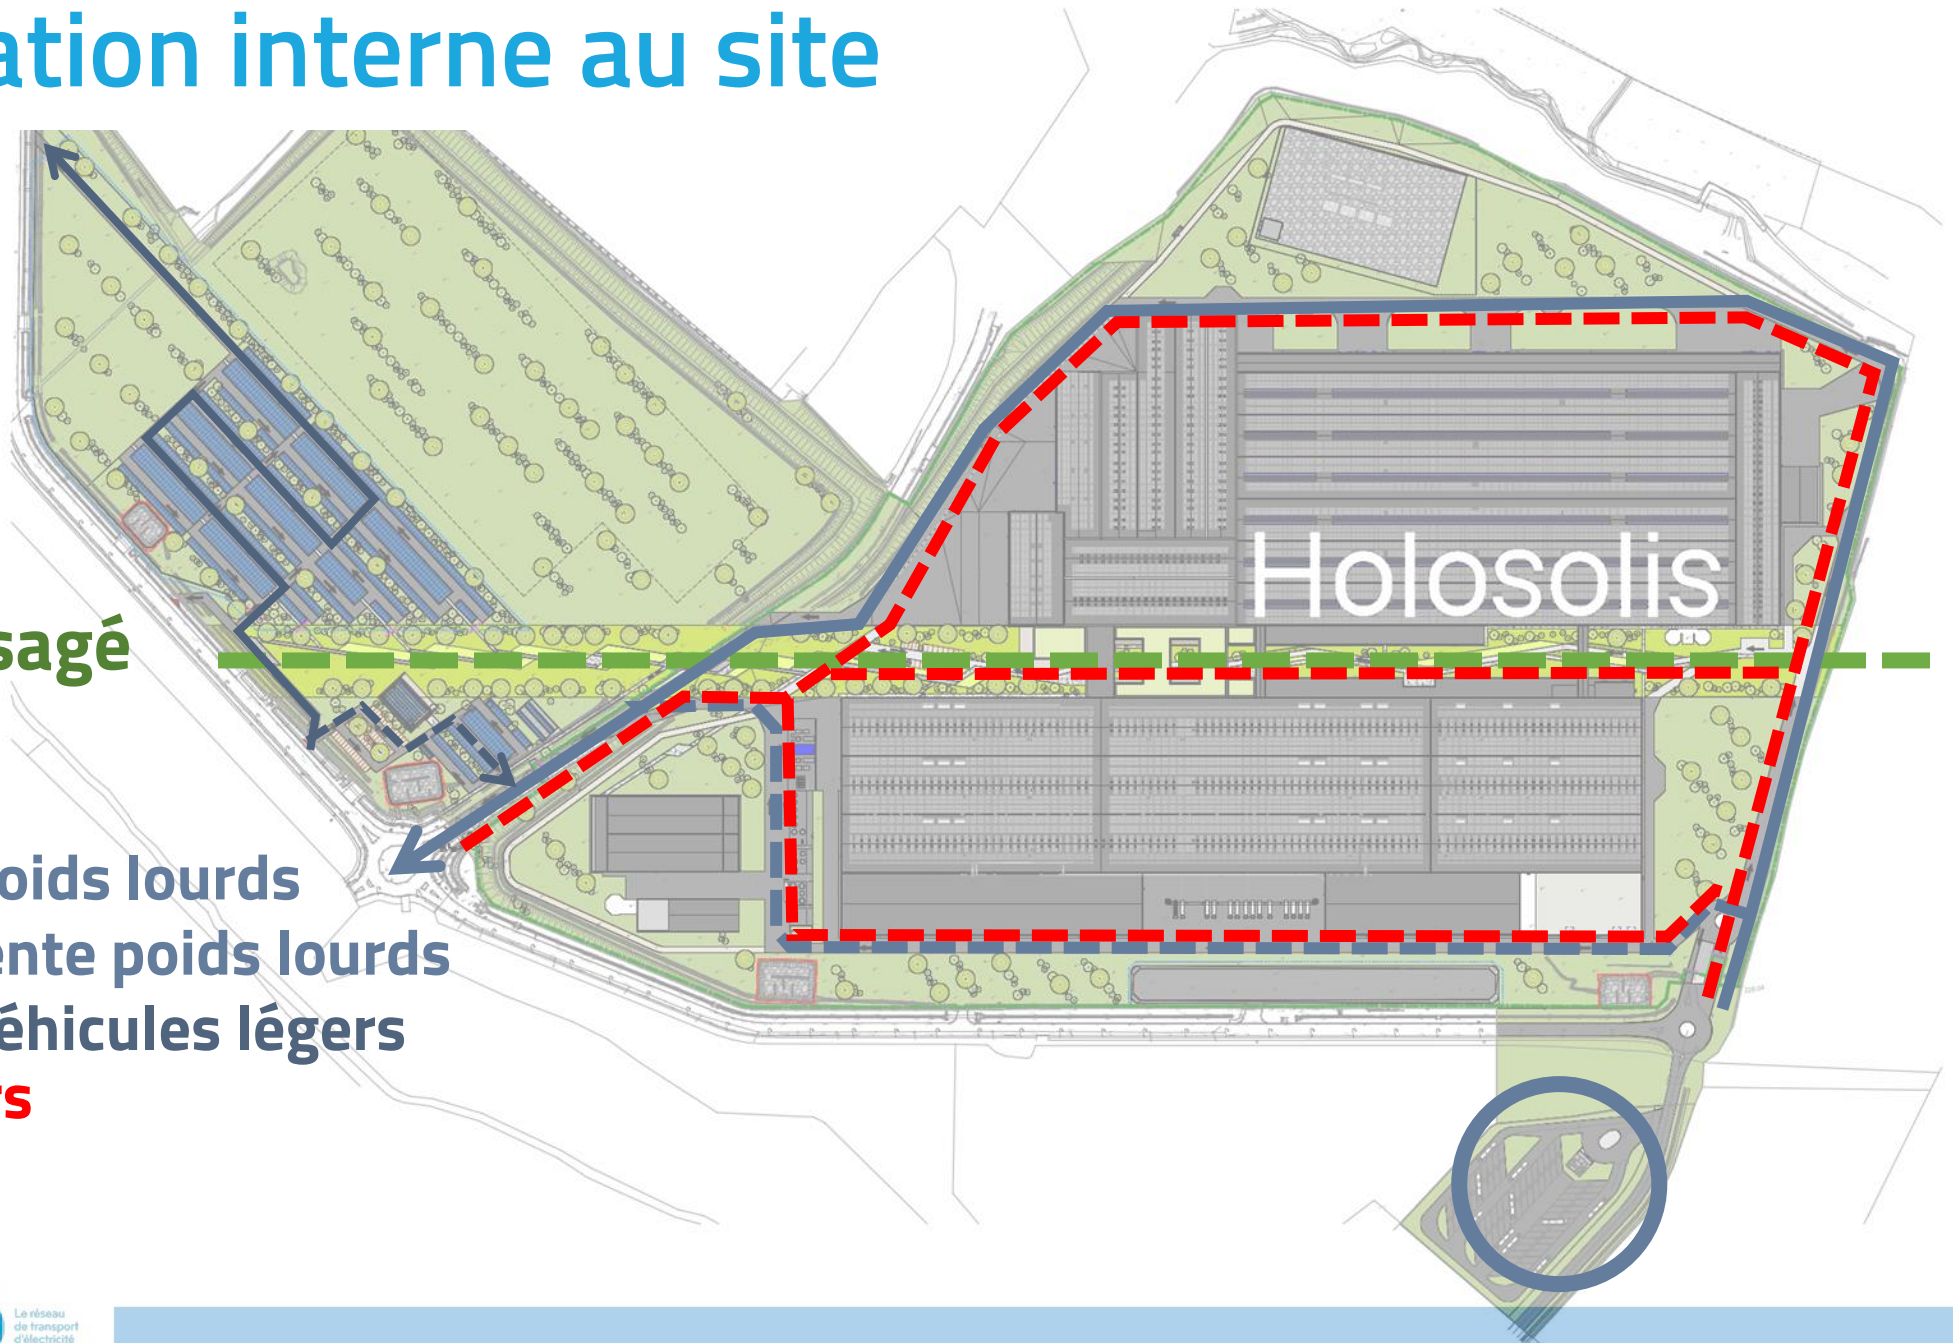 ation interne au site
Holosolis
sagé
oids lourds
ente poids lourds
éhicules légers
rs
Le réseau
de transport
d'électricité